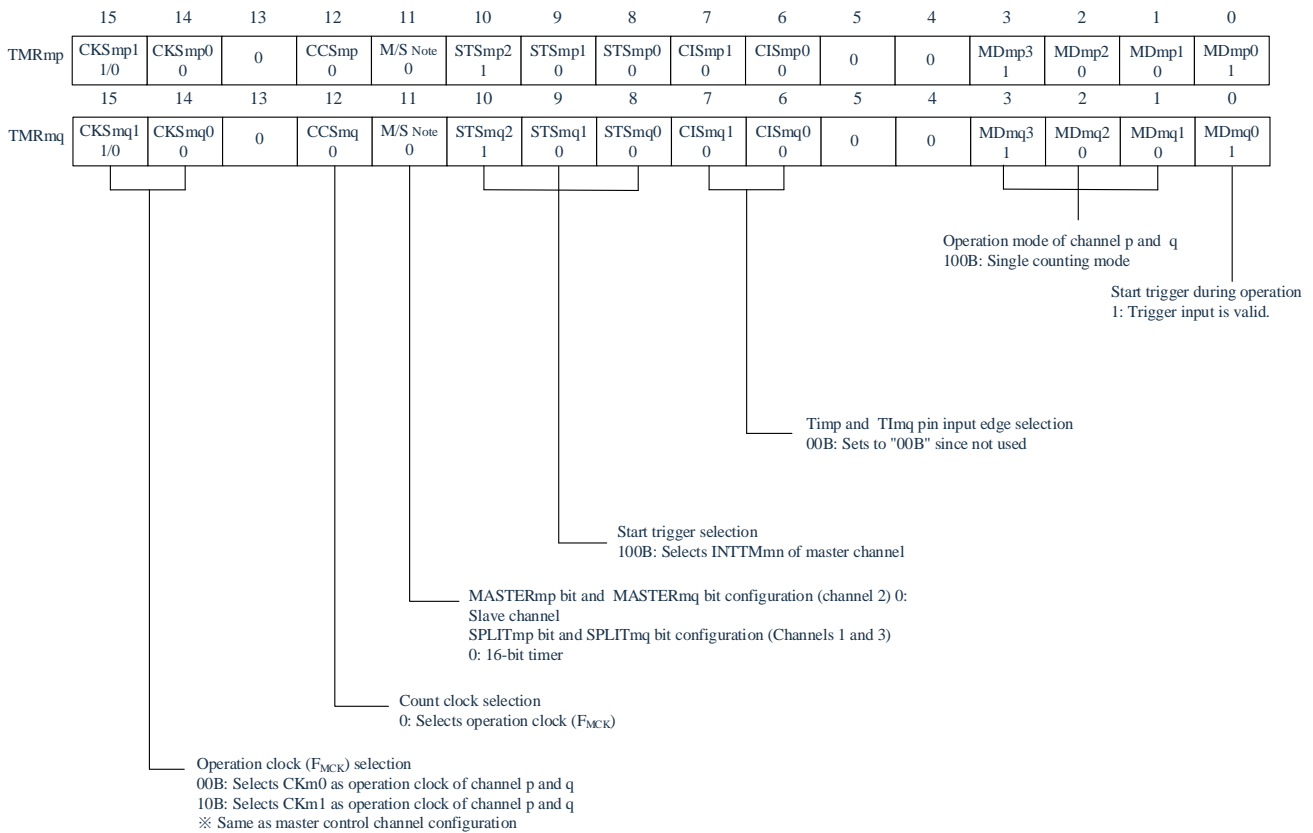 15 14 13 12 11 10 9 8 7 6 5 4 3 2 1 0
TMRmp CKSmp1 CKSmp0 0 CCSmp M/S Note STSmp2 STSmp1 STSmp0 CISmp1 CISmp0 0 0 MDmp3 MDmp2 MDmp1 MDmp0
1/0 0 0 0 1 0 0 0 0 1 0 0 1
15 14 13 12 11 10 9 8 7 6 5 4 3 2 1 0
TMRmq CKSmq1 CKSmq0 0 CCSmq M/S Note STSmq2 STSmq1 STSmq0 CISmq1 CISmq0 0 0 MDmq3 MDmq2 MDmq1 MDmq0
1/0 0 0 0 1 0 0 0 0 1 0 0 1
Operation mode of channel p and q
100B: Single counting mode
Start trigger during operation
1: Trigger input is valid.
Timp and TImq pin input edge selection
00B: Sets to "00B" since not used
Start trigger selection
100B: Selects INTTMmn of master channel
MASTERmp bit and MASTERmq bit configuration (channel 2) 0:
Slave channel
SPLITmp bit and SPLITmq bit configuration (Channels 1 and 3)
0: 16-bit timer
Count clock selection
0: Selects operation clock (FMCK)
Operation clock (FMCK) selection
00B: Selects CKm0 as operation clock of channel p and q
10B: Selects CKm1 as operation clock of channel p and q
※ Same as master control channel configuration